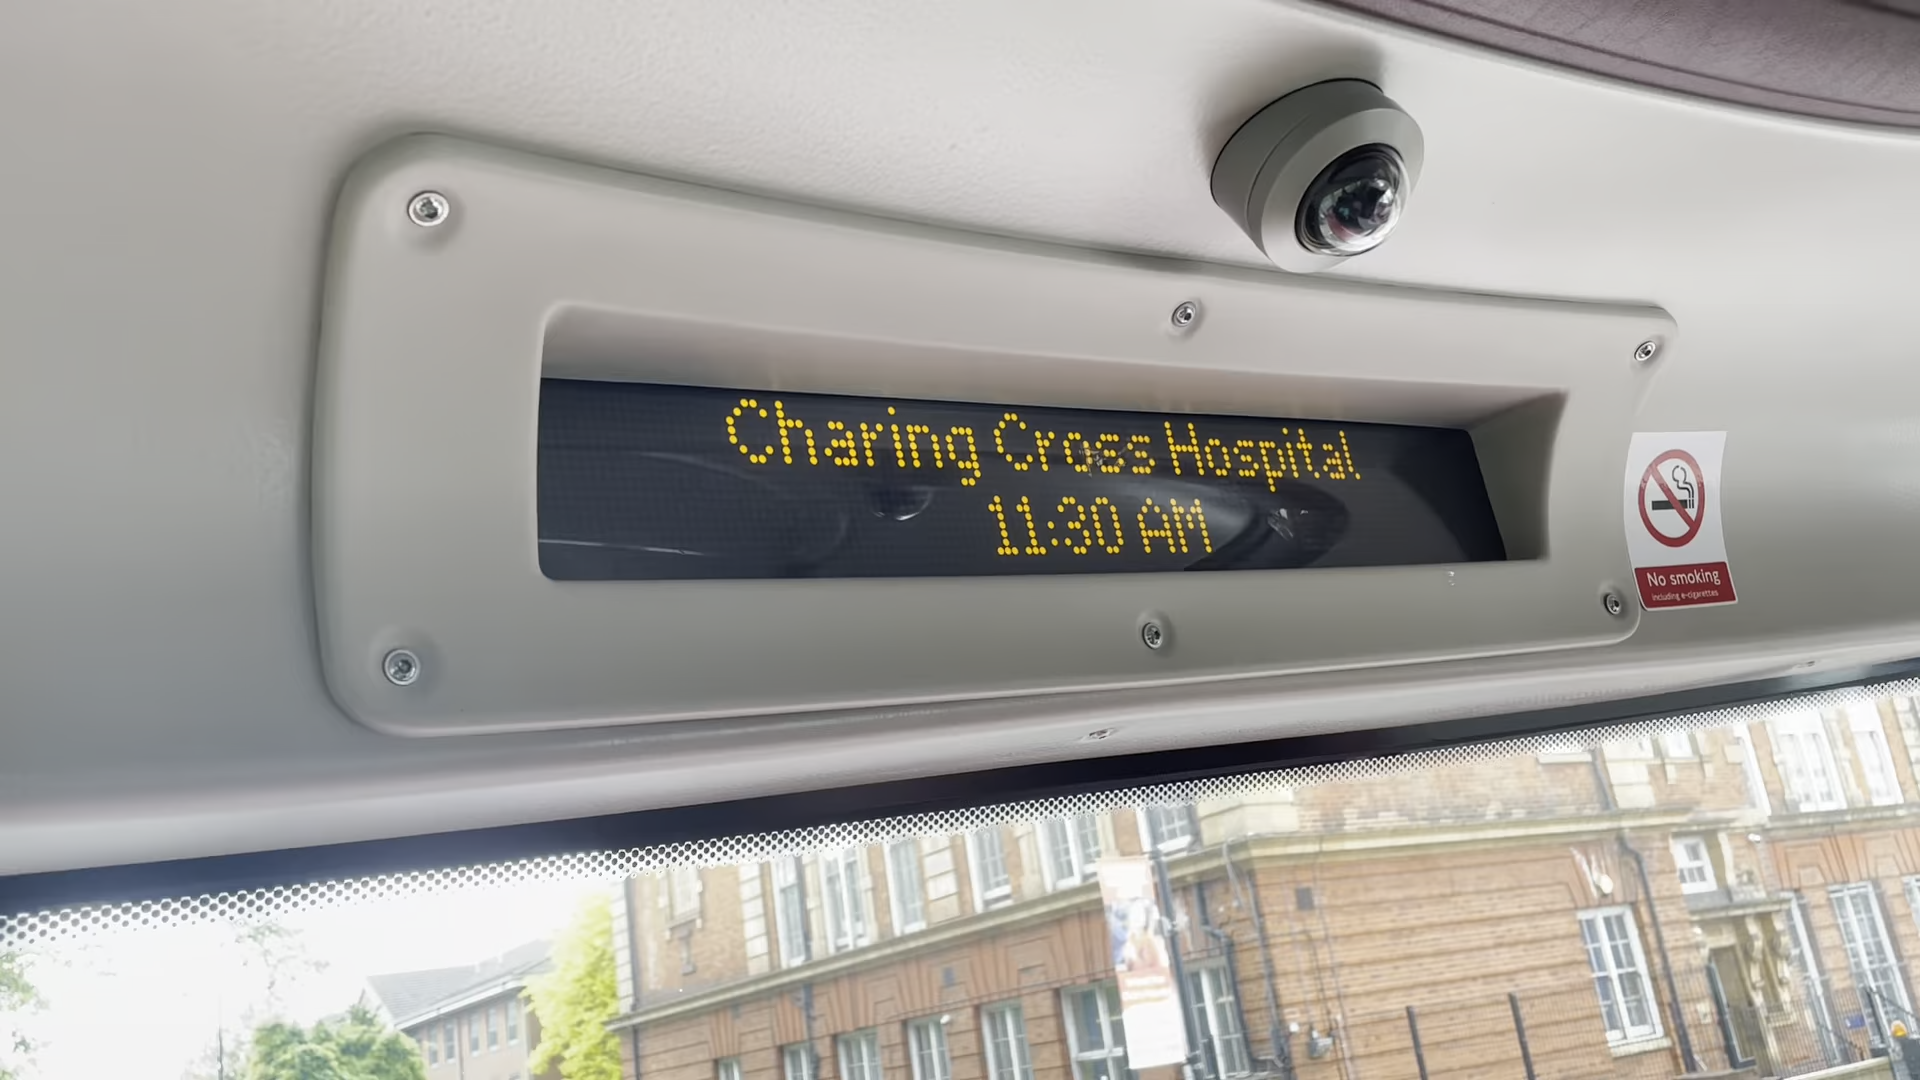 Charing Cross Hospital
11:30 AM
No smoking
including e-cigarettes